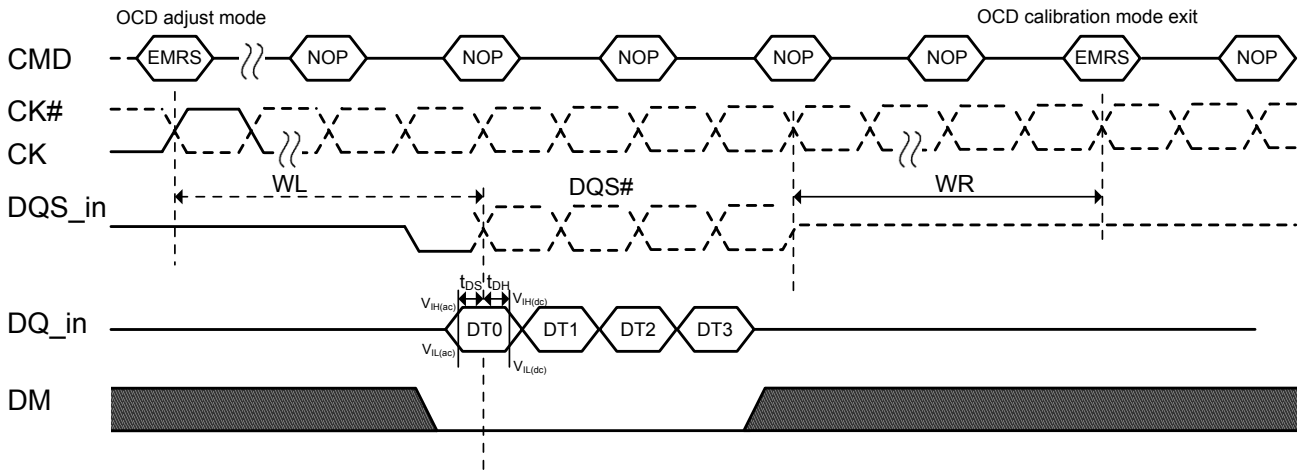 OCD adjust mode
OCD calibration mode exit
CMD
EMRS
NOP
NOP
NOP
NOP
NOP
EMRS
NOP
CK#
CK
WL
DQS#
WR
DQS_in
tDS
tDH
VIH(ac)
VIH(dc)
DQ_in
DT0
DT1
DT2
DT3
VIL(ac)
VIL(dc)
DM